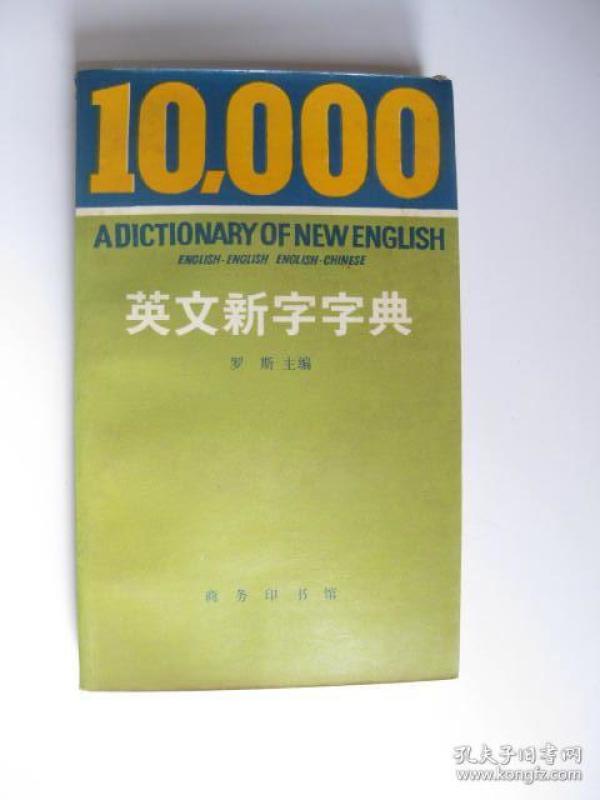 10,000
A DICTIONARY OF NEW ENGLISH
ENGLISH-ENGLISH ENGLISH-CHINESE
英文新字字典
罗 斯 主编
商务印书馆
孔夫子旧书网
www.kongfz.com